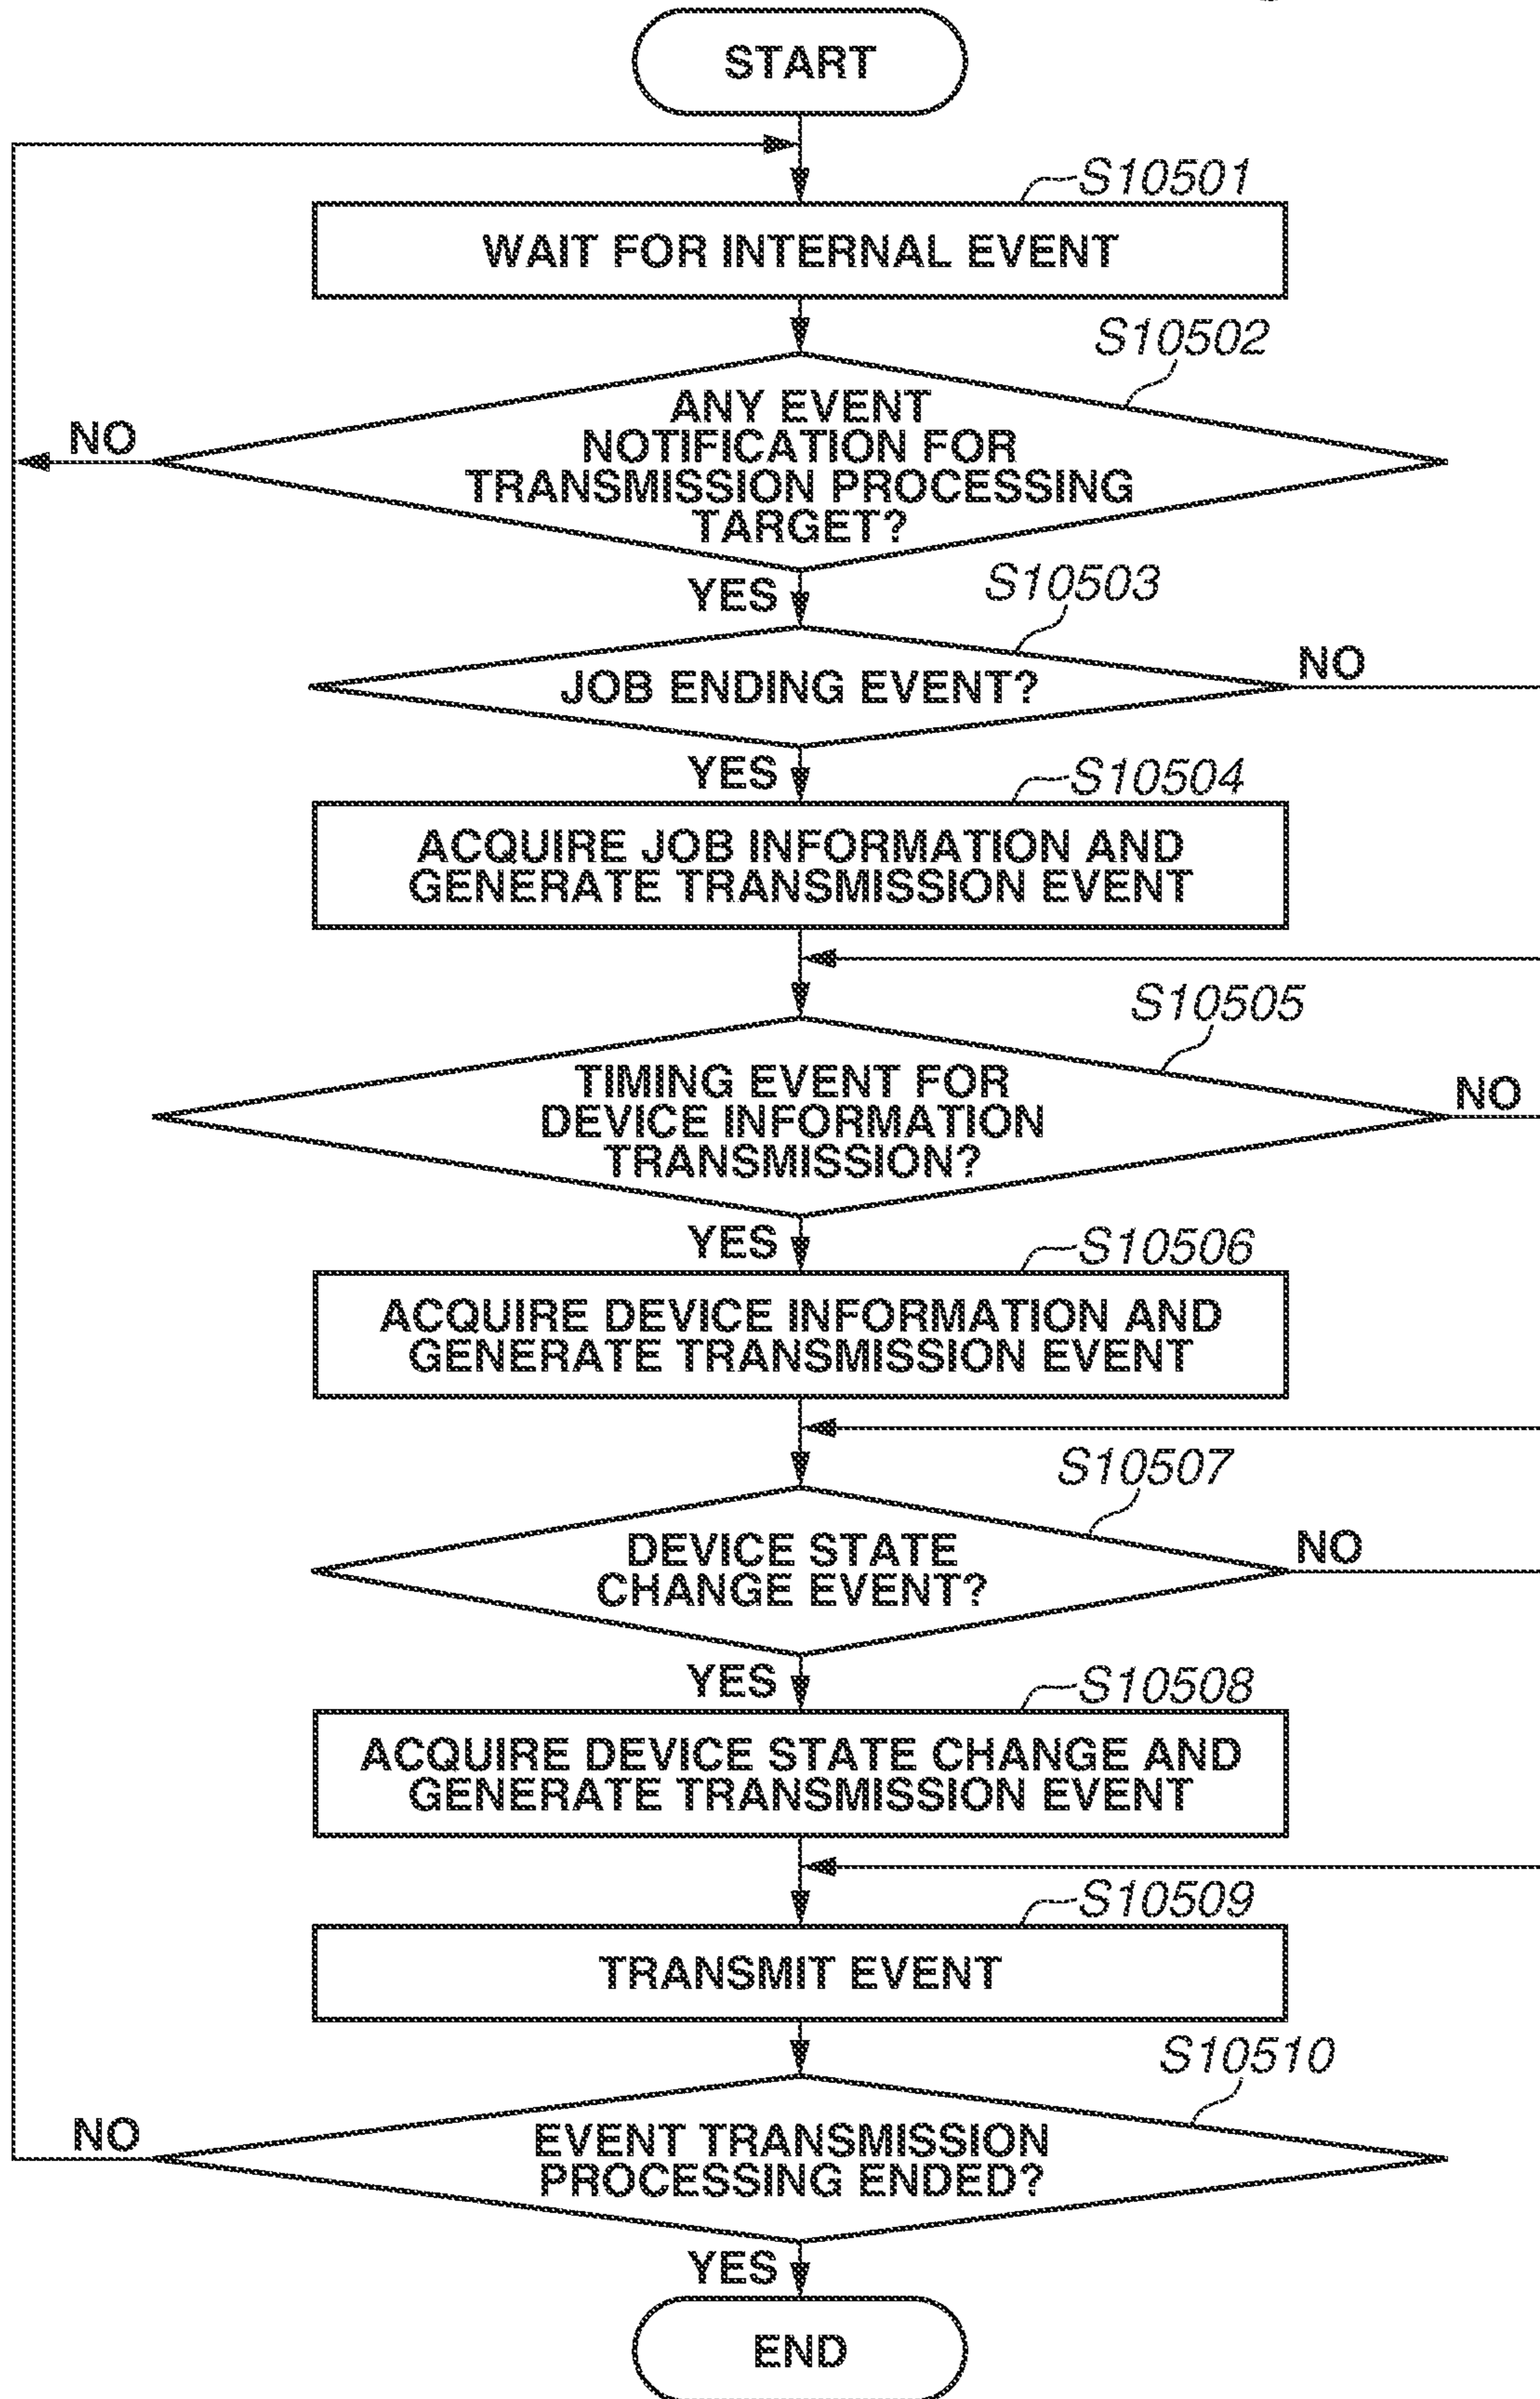 START
S10501
WAIT FOR INTERNAL EVENT
S10502
ANY EVENT
NOTIFICATION FOR
TRANSMISSION PROCESSING
TARGET?
NO
YES
S10503
JOB ENDING EVENT?
NO
YES
S10504
ACQUIRE JOB INFORMATION AND
GENERATE TRANSMISSION EVENT
S10505
TIMING EVENT FOR
DEVICE INFORMATION
TRANSMISSION?
NO
YES
S10506
ACQUIRE DEVICE INFORMATION AND
GENERATE TRANSMISSION EVENT
S10507
DEVICE STATE
CHANGE EVENT?
NO
YES
S10508
ACQUIRE DEVICE STATE CHANGE AND
GENERATE TRANSMISSION EVENT
S10509
TRANSMIT EVENT
S10510
EVENT TRANSMISSION
PROCESSING ENDED?
NO
YES
END